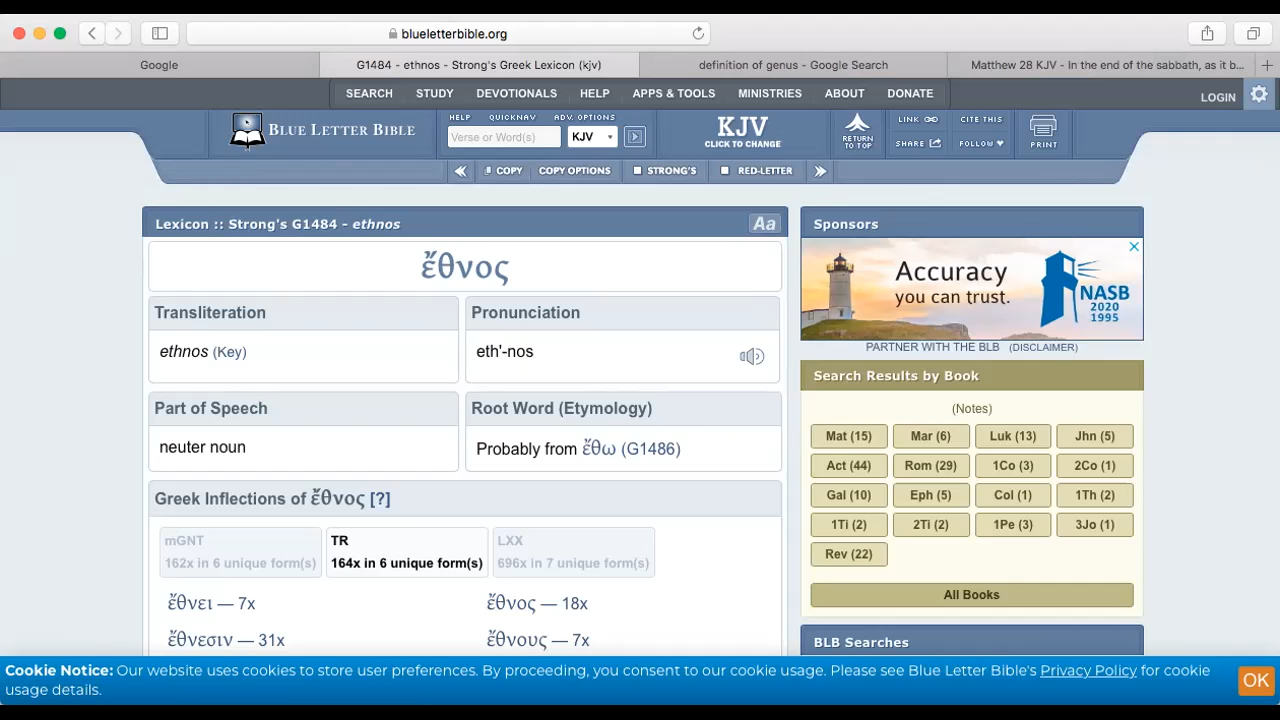 blueletterbible.org
Google
G1484 - ethnos - Strong's Greek Lexicon (kjv)
definition of genus - Google Search
Matthew 28 KJV - In the end of the sabbath, as it b...
SEARCH STUDY DEVOTIONALS HELP APPS & TOOLS MINISTRIES ABOUT DONATE
LOGIN
BLUE LETTER BIBLE
HELP QUICKNAV ADV. OPTIONS
Verse or Word(s) KJV
KJV
CLICK TO CHANGE
RETURN
TO TOP
LINK CITE THIS
SHARE FOLLOW
PRINT
COPY COPY OPTIONS STRONG'S RED-LETTER
Lexicon :: Strong's G1484 - ethnos Aa
ἔθνος
Transliteration
ethnos (Key)
Pronunciation
eth'-nos
Part of Speech
neuter noun
Root Word (Etymology)
Probably from ἔθω (G1486)
Greek Inflections of ἔθνος [?]
mGNT
162x in 6 unique form(s)
TR
164x in 6 unique form(s)
LXX
696x in 7 unique form(s)
ἔθνει — 7x
ἔθνος — 18x
ἔθνεσιν — 31x
ἔθνους — 7x
Sponsors
Accuracy
you can trust.
NASB
2020
1995
PARTNER WITH THE BLB (DISCLAIMER)
Search Results by Book
(Notes)
Mat (15) Mar (6) Luk (13) Jhn (5)
Act (44) Rom (29) 1Co (3) 2Co (1)
Gal (10) Eph (5) Col (1) 1Th (2)
1Ti (2) 2Ti (2) 1Pe (3) 3Jo (1)
Rev (22)
All Books
BLB Searches
Cookie Notice: Our website uses cookies to store user preferences. By proceeding, you consent to our cookie usage. Please see Blue Letter Bible's Privacy Policy for cookie
usage details.
OK